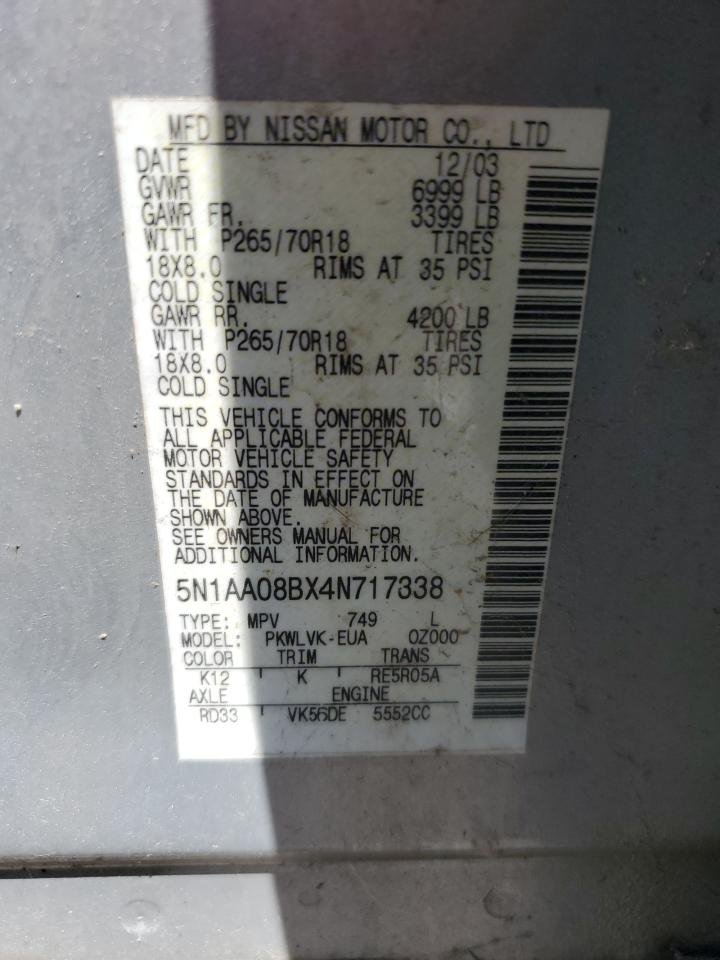 MFD BY NISSAN MOTOR CO., LTD
DATE 12/03
GVWR 6999 LB
GAWR FR. 3399 LB
WITH P265/70R18 TIRES
18X8.0 RIMS AT 35 PSI
COLD SINGLE
GAWR RR. 4200 LB
WITH P265/70R18 TIRES
18X8.0 RIMS AT 35 PSI
COLD SINGLE
THIS VEHICLE CONFORMS TO
ALL APPLICABLE FEDERAL
MOTOR VEHICLE SAFETY
STANDARDS IN EFFECT ON
THE DATE OF MANUFACTURE
SHOWN ABOVE.
SEE OWNERS MANUAL FOR
ADDITIONAL INFORMATION.
5N1AA08BX4N717338
TYPE: MPV 749 L
MODEL: PKWLVK-EUA 0Z000
COLOR TRIM TRANS
K12 K RE5R05A
AXLE ENGINE
RD33 VK56DE 5552CC